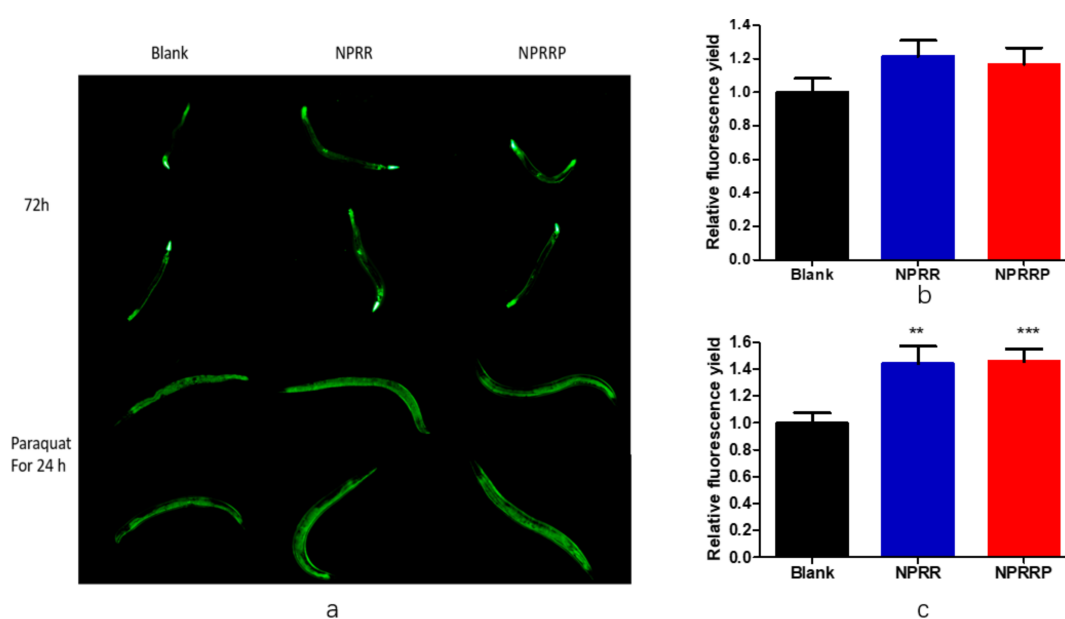 Blank NPRR NPRRP
72h
Paraquat
For 24 h
a
Relative fluorescence yield
1.4
1.2
1.0
0.8
0.6
0.4
0.2
0.0
Blank NPRR NPRRP
b
Relative fluorescence yield
1.6
1.4
1.2
1.0
0.8
0.6
0.4
0.2
0.0
** ***
Blank NPRR NPRRP
c